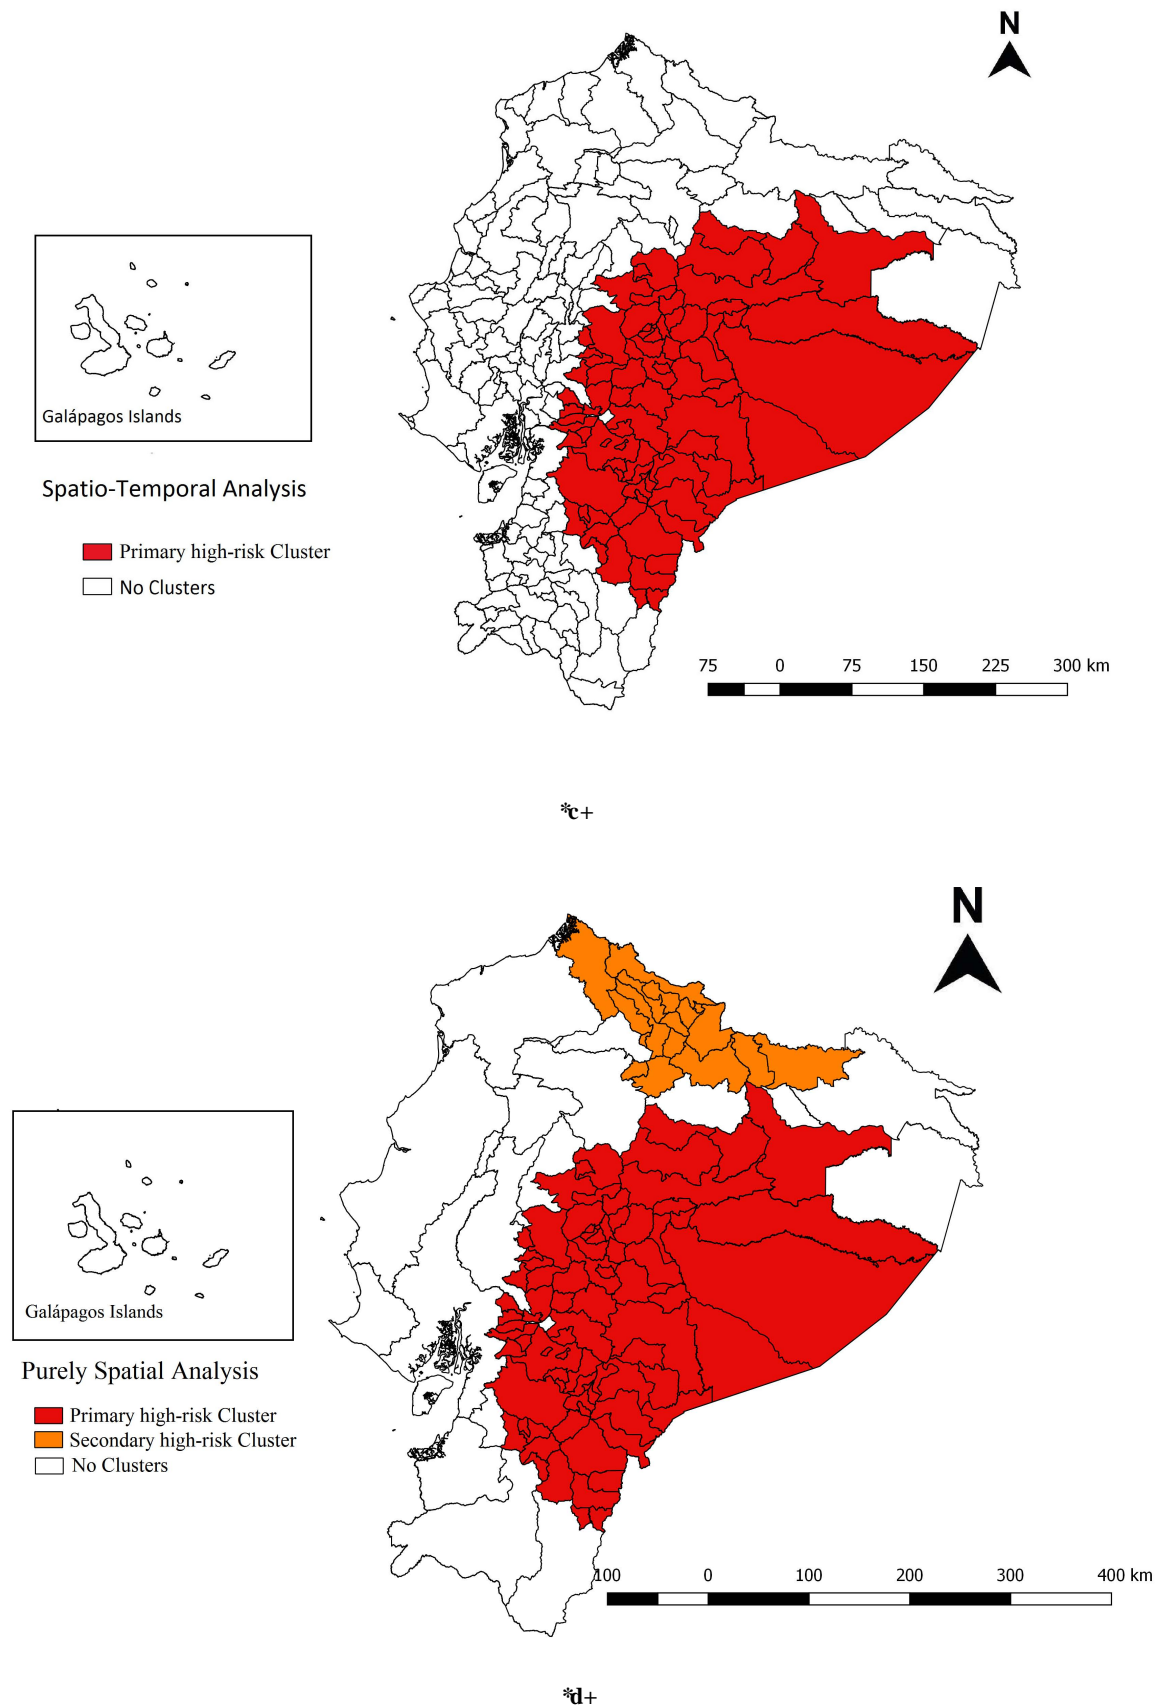 N
Galápagos Islands
Spatio-Temporal Analysis
Primary high-risk Cluster
No Clusters
75 0 75 150 225 300 km
*c+
N
Galápagos Islands
Purely Spatial Analysis
Primary high-risk Cluster
Secondary high-risk Cluster
No Clusters
100 0 100 200 300 400 km
*d+